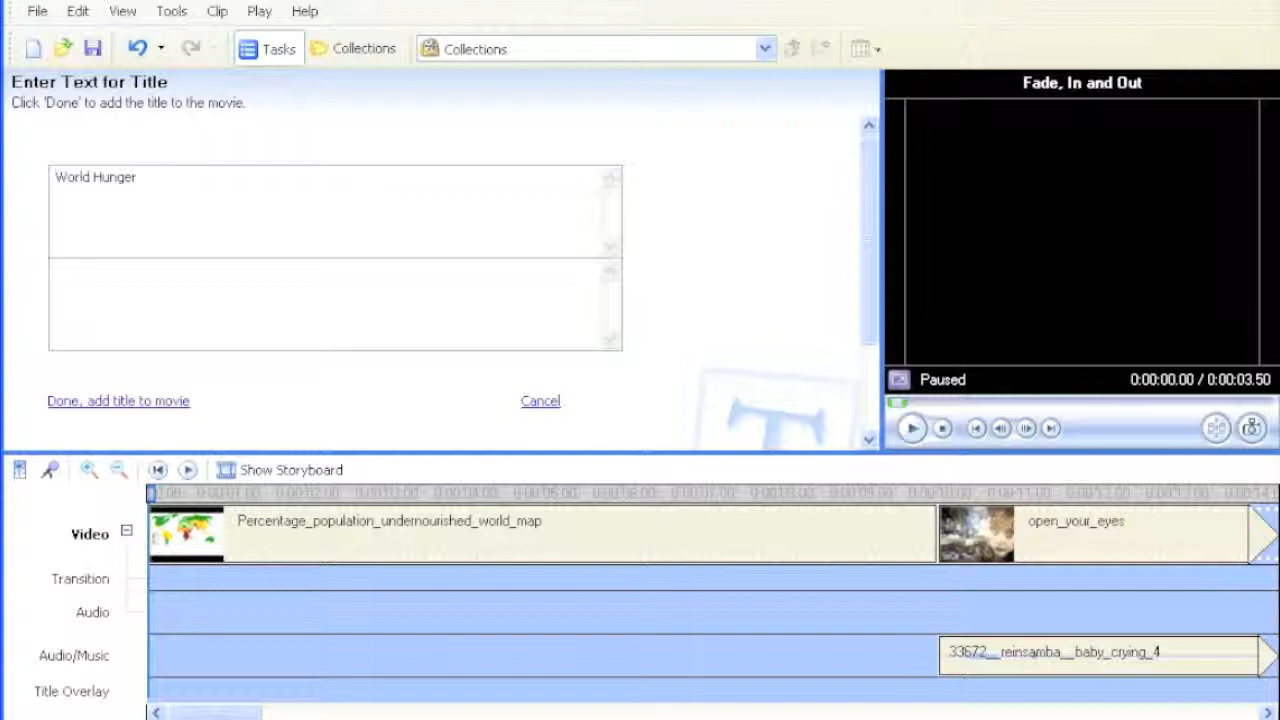 File Edit View Tools Clip Play Help
Tasks Collections Collections
Enter Text for Title
Click 'Done' to add the title to the movie.
World Hunger
Done, add title to movie Cancel
Fade, In and Out
Paused 0:00:00.00 / 0:00:03.50
Show Storyboard
Video
Percentage_population_undernourished_world_map
open_your_eyes
Transition
Audio
Audio/Music
33672__reinsamba__baby_crying_4
Title Overlay